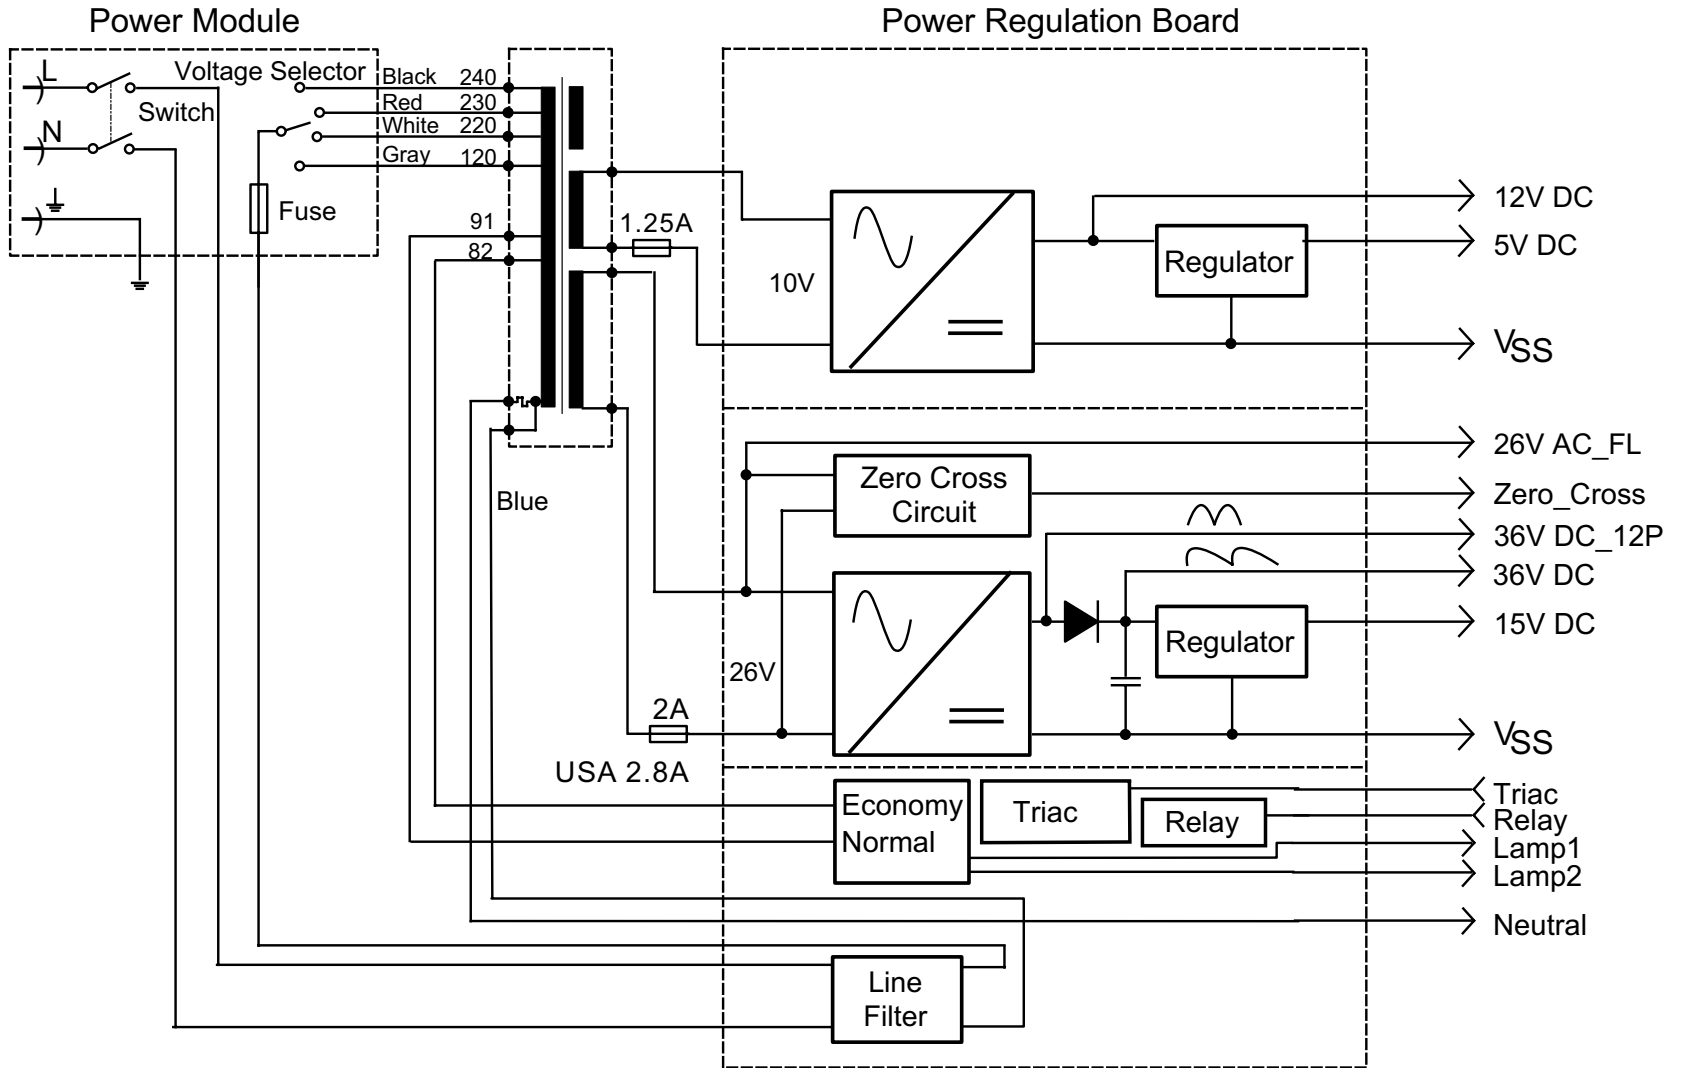 Power Module
Power Regulation Board
L
Voltage Selector
Black 240
Switch
Red 230
N
White 220
Gray 120
Fuse
91
82
1.25A
10V
Regulator
12V DC
5V DC
VSS
Blue
Zero Cross
Circuit
26V AC_FL
Zero_Cross
36V DC_12P
36V DC
15V DC
Regulator
26V
2A
USA 2.8A
VSS
Economy
Normal
Triac
Relay
Triac
Relay
Lamp1
Lamp2
Neutral
Line
Filter